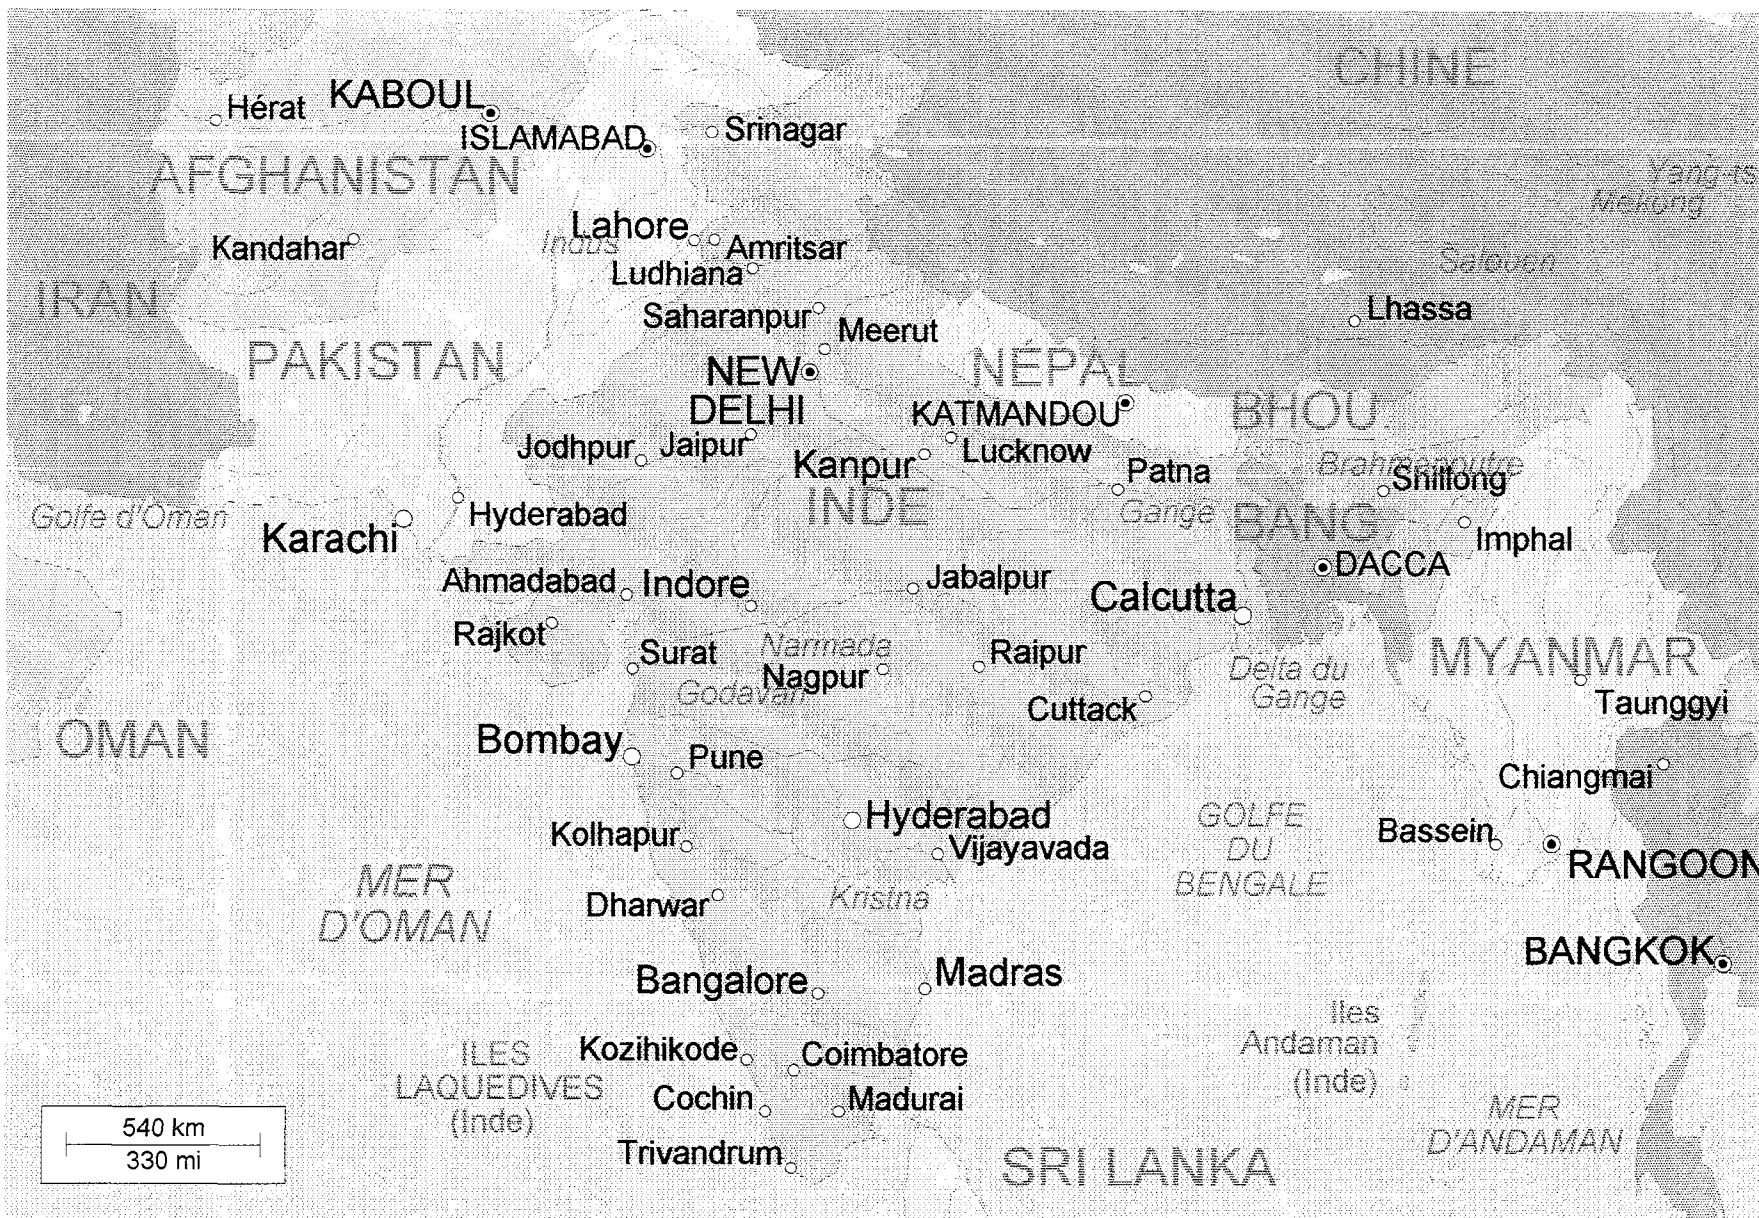 CHINE
KABOUL
Hérat
ISLAMABAD
Srinagar
AFGHANISTAN
Mekong
Lahore
Indus
Amritsar
Kandahar
Ludhiana
Salouen
IRAN
Saharanpur
Lhassa
Meerut
PAKISTAN
NÉPAL
NEW
DELHI
KATMANDOU
BHOU.
Jodhpur
Jaipur
Kanpur
Lucknow
Patna
Brahmapoutre
Shillong
Golfe d'Oman
Hyderabad
INDE
Gange
BANG
Karachi
Imphal
DACCA
Ahmadabad
Indore
Jabalpur
Calcutta
Rajkot
Surat
Narmada
Nagpur
Raipur
Delta du
Gange
MYANMAR
Godavari
Cuttack
Taunggyi
OMAN
Bombay
Pune
Chiangmai
Kolhapur
Hyderabad
Vijayavada
GOLFE
DU
BENGALE
Bassein
RANGOON
MER
D'OMAN
Dharwar
Kristna
BANGKOK
Bangalore
Madras
Iles
Andaman
(Inde)
ILES
LAQUEDIVES
(Inde)
Kozihikode
Coimbatore
Cochin
Madurai
MER
D'ANDAMAN
540 km
330 mi
Trivandrum
SRI LANKA